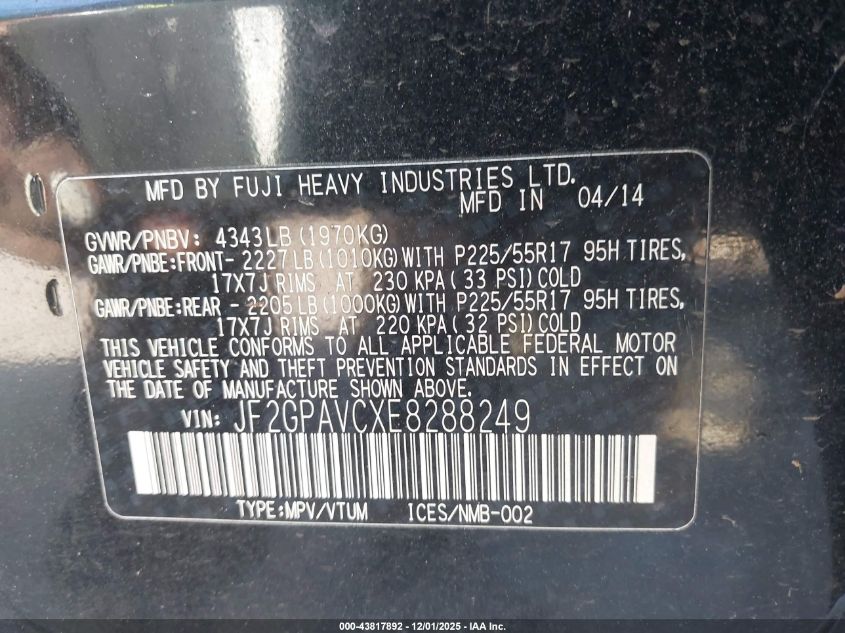 MFD BY FUJI HEAVY INDUSTRIES LTD.
MFD IN 04/14
GVWR/PNBV: 4343LB(1970KG)
GAWR/PNBE:FRONT- 2227LB(1010KG)WITH P225/55R17 95H TIRES,
17X7J RIMS AT 230 KPA(33 PSI)COLD
GAWR/PNBE:REAR - 2205LB(1000KG)WITH P225/55R17 95H TIRES,
17X7J RIMS AT 220 KPA(32 PSI)COLD
THIS VEHICLE CONFORMS TO ALL APPLICABLE FEDERAL MOTOR
VEHICLE SAFETY AND THEFT PREVENTION STANDARDS IN EFFECT ON
THE DATE OF MANUFACTURE SHOWN ABOVE.
VIN: JF2GPAVCXE8288249
TYPE:MPV/VTUM ICES/NMB-002
000-43817892 - 12/01/2025 - IAA Inc.